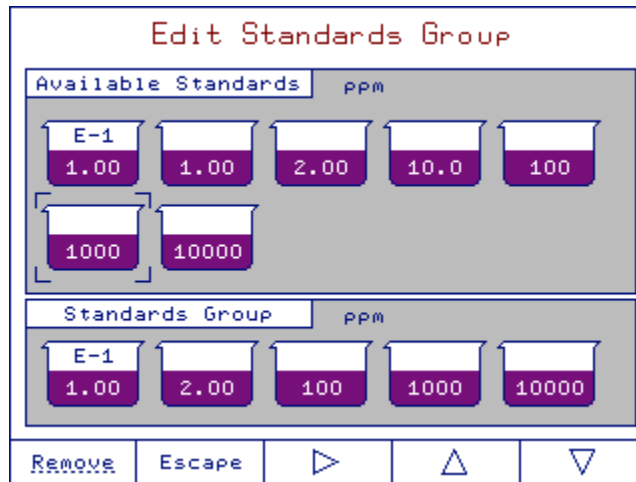 Edit Standards Group
Available Standards ppm
E-1
1.00 1.00 2.00 10.0 100
1000 10000
Standards Group ppm
E-1
1.00 2.00 100 1000 10000
Remove Escape